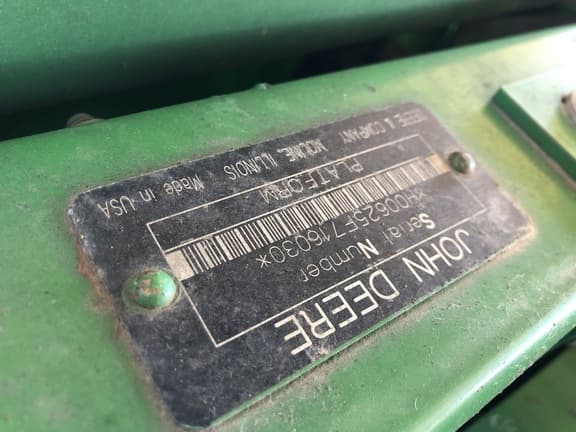 JOHN DEERE
Serial Number
*H00625F716030*
PLATFORM
DEERE & COMPANY MOLINE, ILLINOIS Made in USA